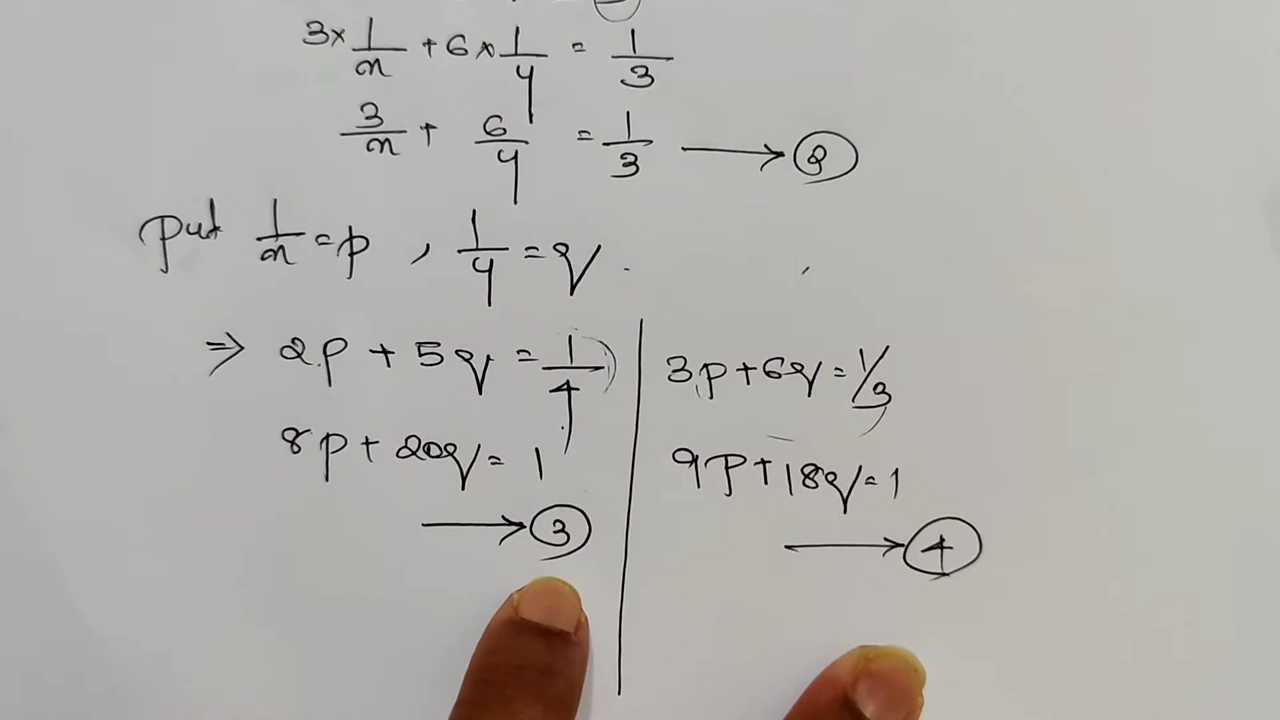 3 × 1/x + 6 × 1/y = 1/3
3/x + 6/y = 1/3 → ②
put 1/x = p , 1/y = q .
⇒ 2p + 5q = 1/4
8p + 20q = 1
→ ③
3p + 6q = 1/3
9p + 18q = 1
→ ④